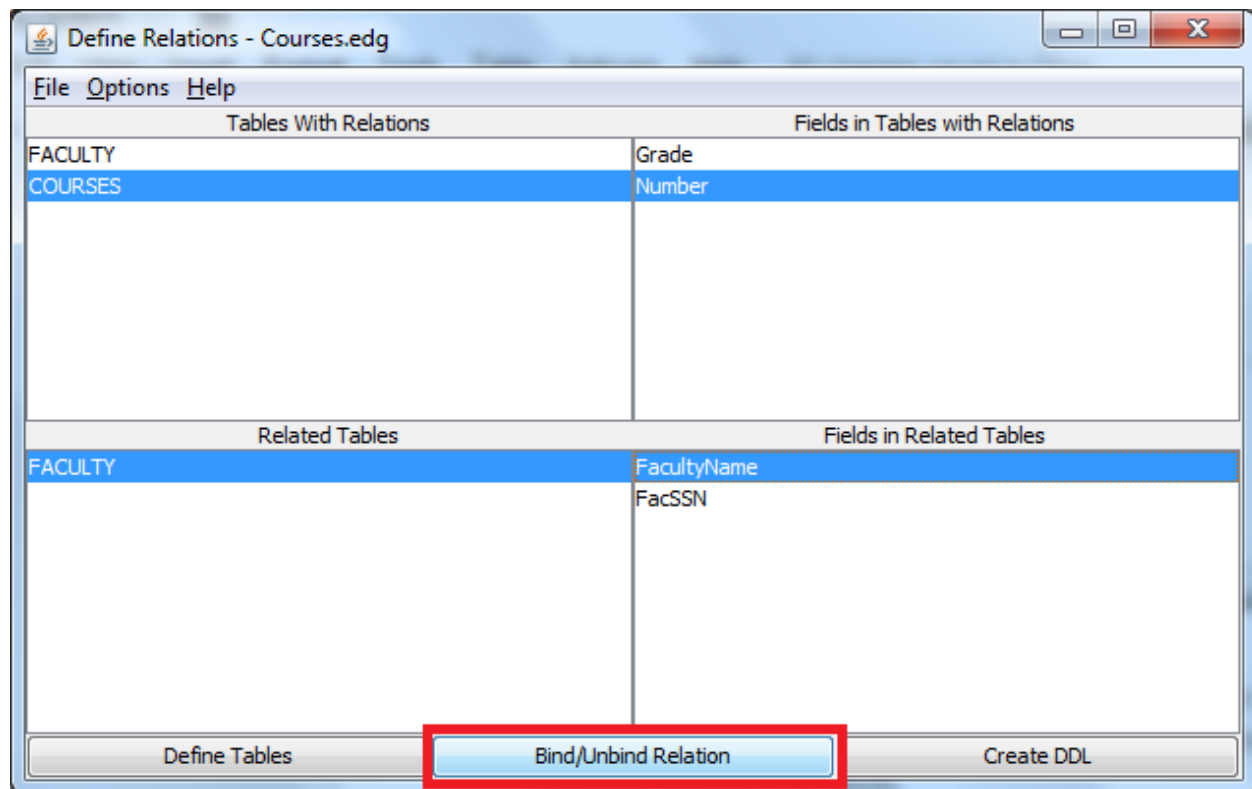 Define Relations - Courses.edg
File Options Help
Tables With Relations
Fields in Tables with Relations
FACULTY
Grade
COURSES
Number
Related Tables
Fields in Related Tables
FACULTY
FacultyName
FacSSN
Define Tables
Bind/Unbind Relation
Create DDL